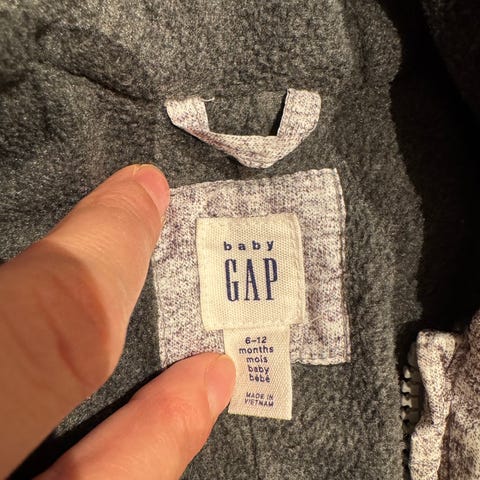 baby
GAP
6–12
months
mois
baby
bébé
MADE IN
VIETNAM